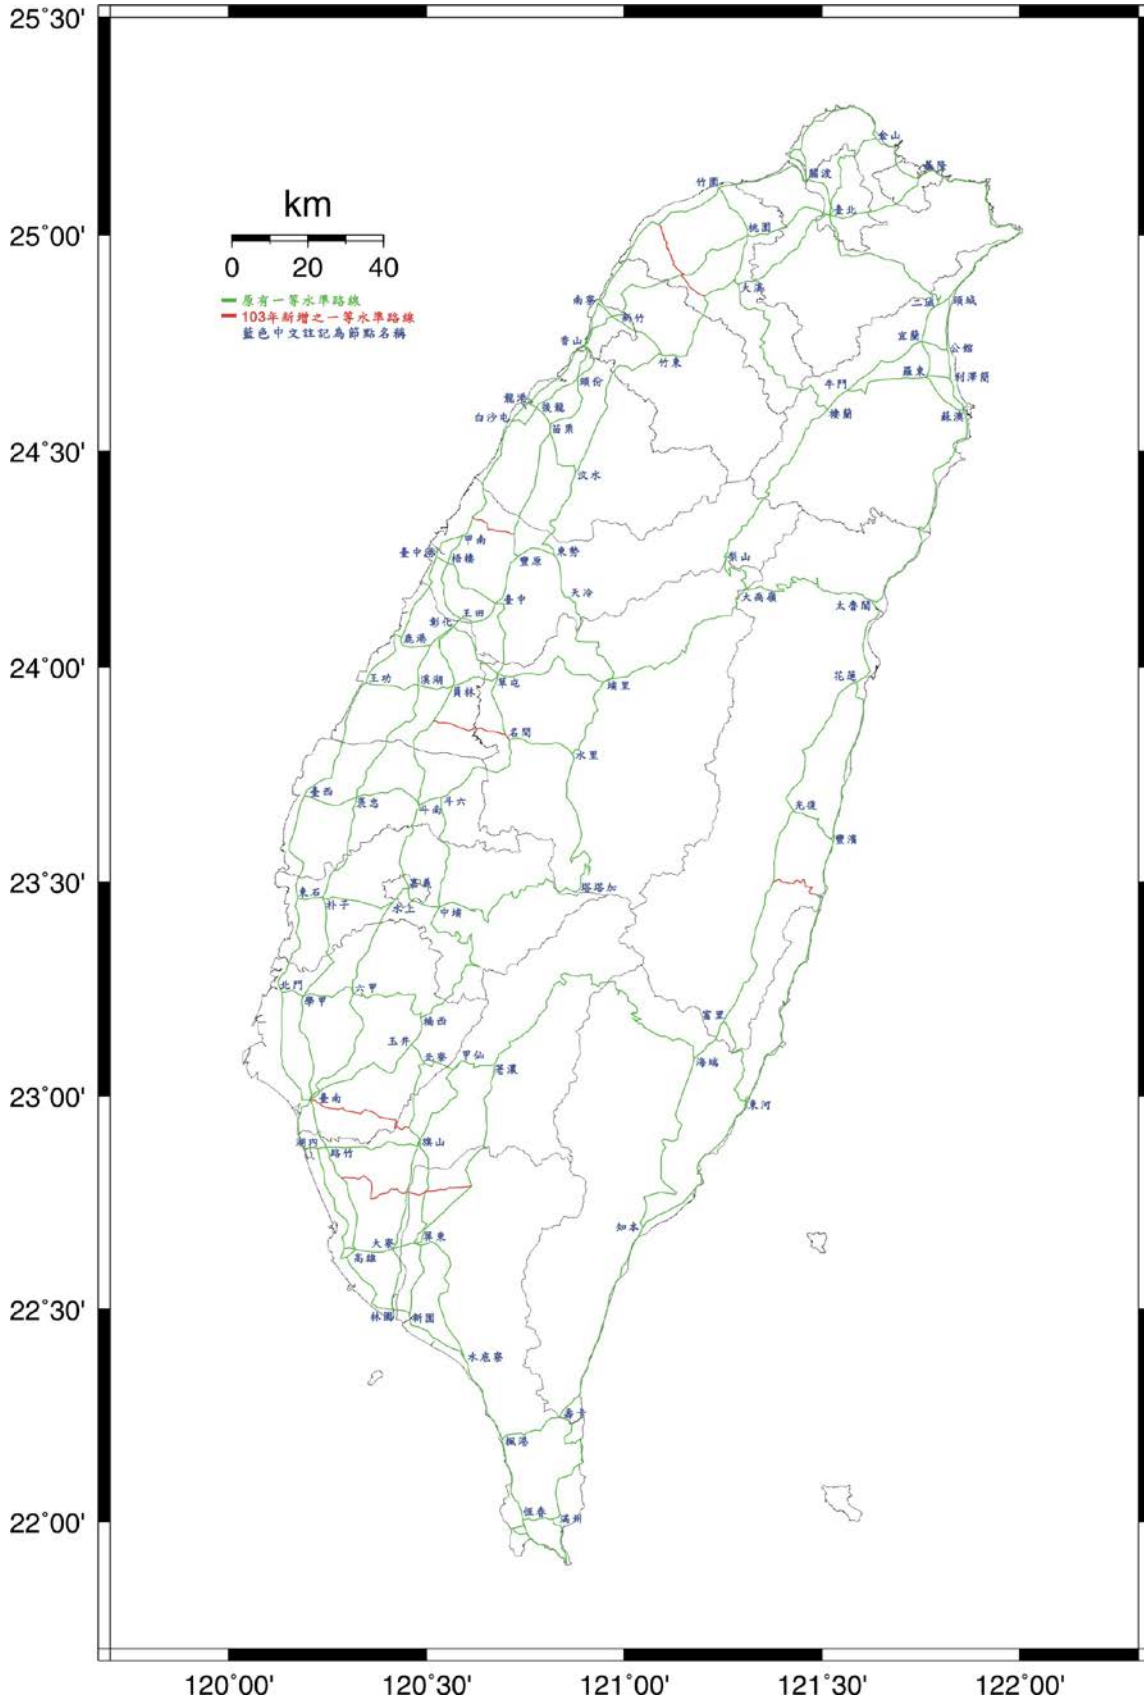 25°30'
金山
基隆
關渡
竹圍
臺北
km
桃園
25°00'
0 20 40
大溪
南寮
二城
頭城
原有一等水準路線
103年新增之一等水準路線
新竹
藍色中文註記為節點名稱
宜蘭
香山
公館
竹東
羅東
利澤簡
頭份
牛門
龍港
後龍
棲蘭
蘇澳
白沙屯
苗栗
24°30'
汶水
甲南
臺中港
梧棲
東勢
豐原
梨山
天冷
大禹嶺
臺中
太魯閣
王田
彰化
鹿港
24°00'
王功
溪湖
草屯
花蓮
員林
埔里
名間
水里
臺西
褒忠
斗六
斗南
光復
豐濱
23°30'
嘉義
塔塔加
東石
朴子
水上
中埔
北門
六甲
學甲
楠西
富里
玉井
北寮
甲仙
海端
荖濃
23°00'
臺南
東河
湖內
路竹
旗山
知本
大寮
屏東
高雄
22°30'
林園
新園
水底寮
壽卡
楓港
22°00'
恆春
滿州
120°00' 120°30' 121°00' 121°30' 122°00'